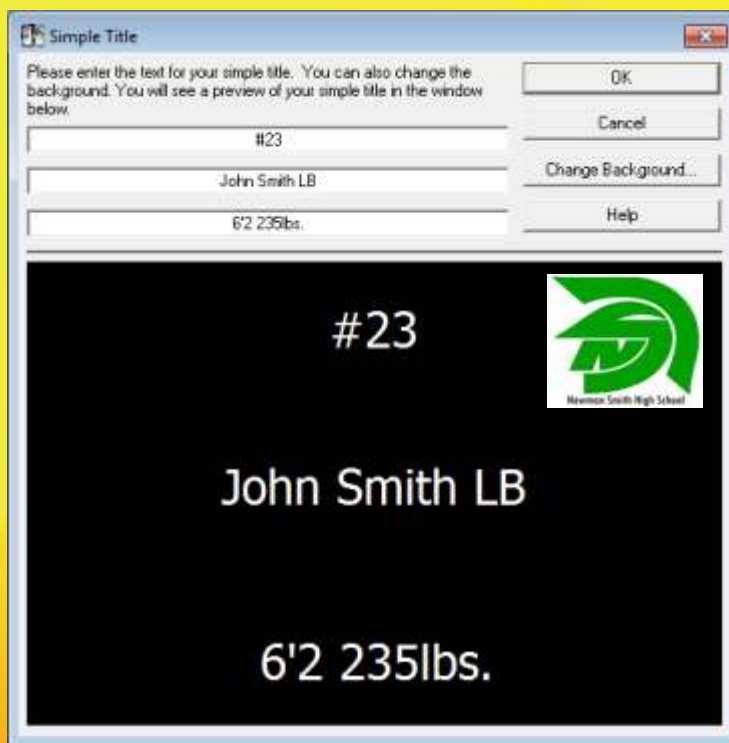 Simple Title
Please enter the text for your simple title. You can also change the
background. You will see a preview of your simple title in the window
below.
OK
Cancel
Change Background...
Help
#23
John Smith LB
6'2 235lbs.
#23
Newman Smith High School
John Smith LB
6'2 235lbs.